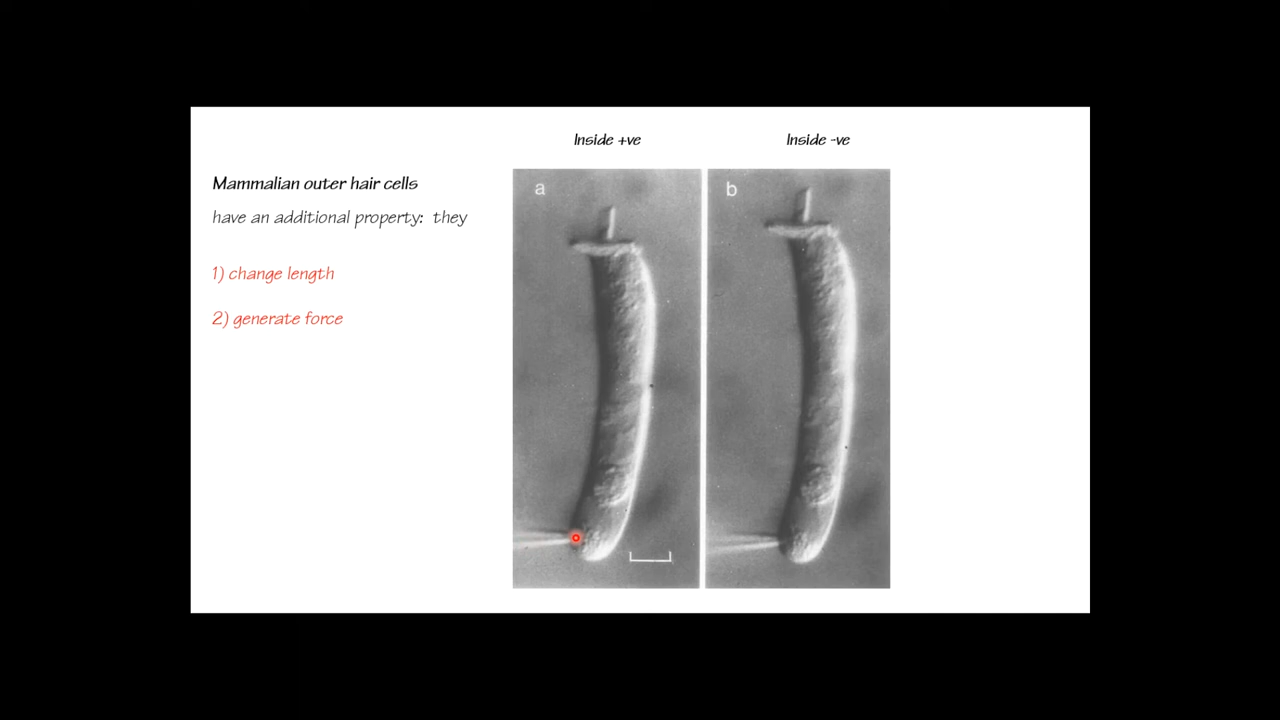 Inside +ve
Inside -ve
Mammalian outer hair cells
have an additional property: they
1) change length
2) generate force
a
b